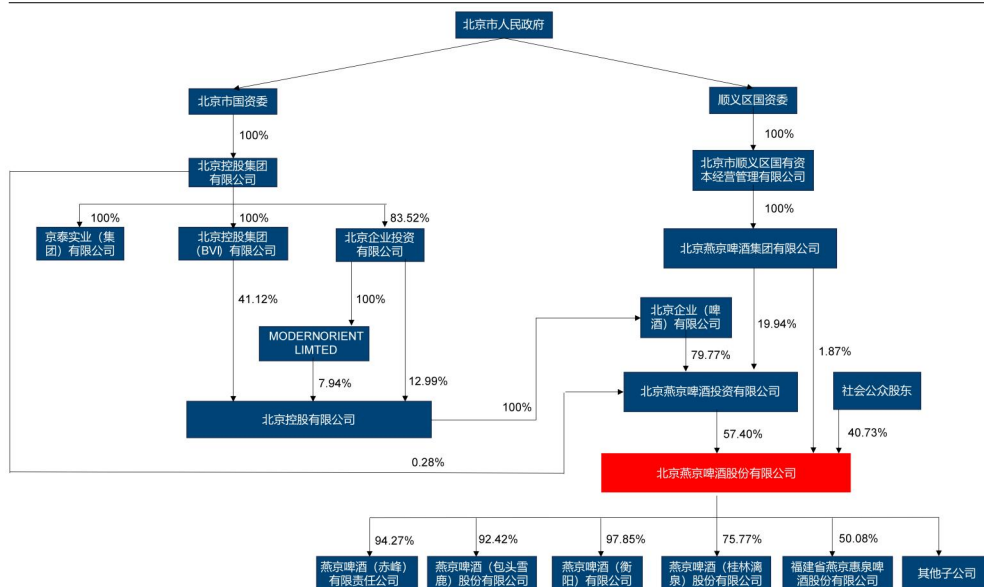 北京市人民政府
北京市国资委
顺义区国资委
100%
100%
北京控股集团
有限公司
北京市顺义区国有资
本经营管理有限公司
100%
100%
83.52%
100%
京泰实业（集
团）有限公司
北京控股集团
（BVI）有限公司
北京企业投资
有限公司
北京燕京啤酒集团有限公司
41.12%
100%
北京企业（啤
酒）有限公司
19.94%
MODERNORIENT
LIMTED
79.77%
1.87%
7.94%
12.99%
北京燕京啤酒投资有限公司
社会公众股东
北京控股有限公司
100%
57.40%
40.73%
0.28%
北京燕京啤酒股份有限公司
94.27%
92.42%
97.85%
75.77%
50.08%
燕京啤酒（赤峰）
有限责任公司
燕京啤酒（包头雪
鹿）股份有限公司
燕京啤酒（衡
阳）有限公司
燕京啤酒（桂林漓
泉）股份有限公司
福建省燕京惠泉啤
酒股份有限公司
其他子公司